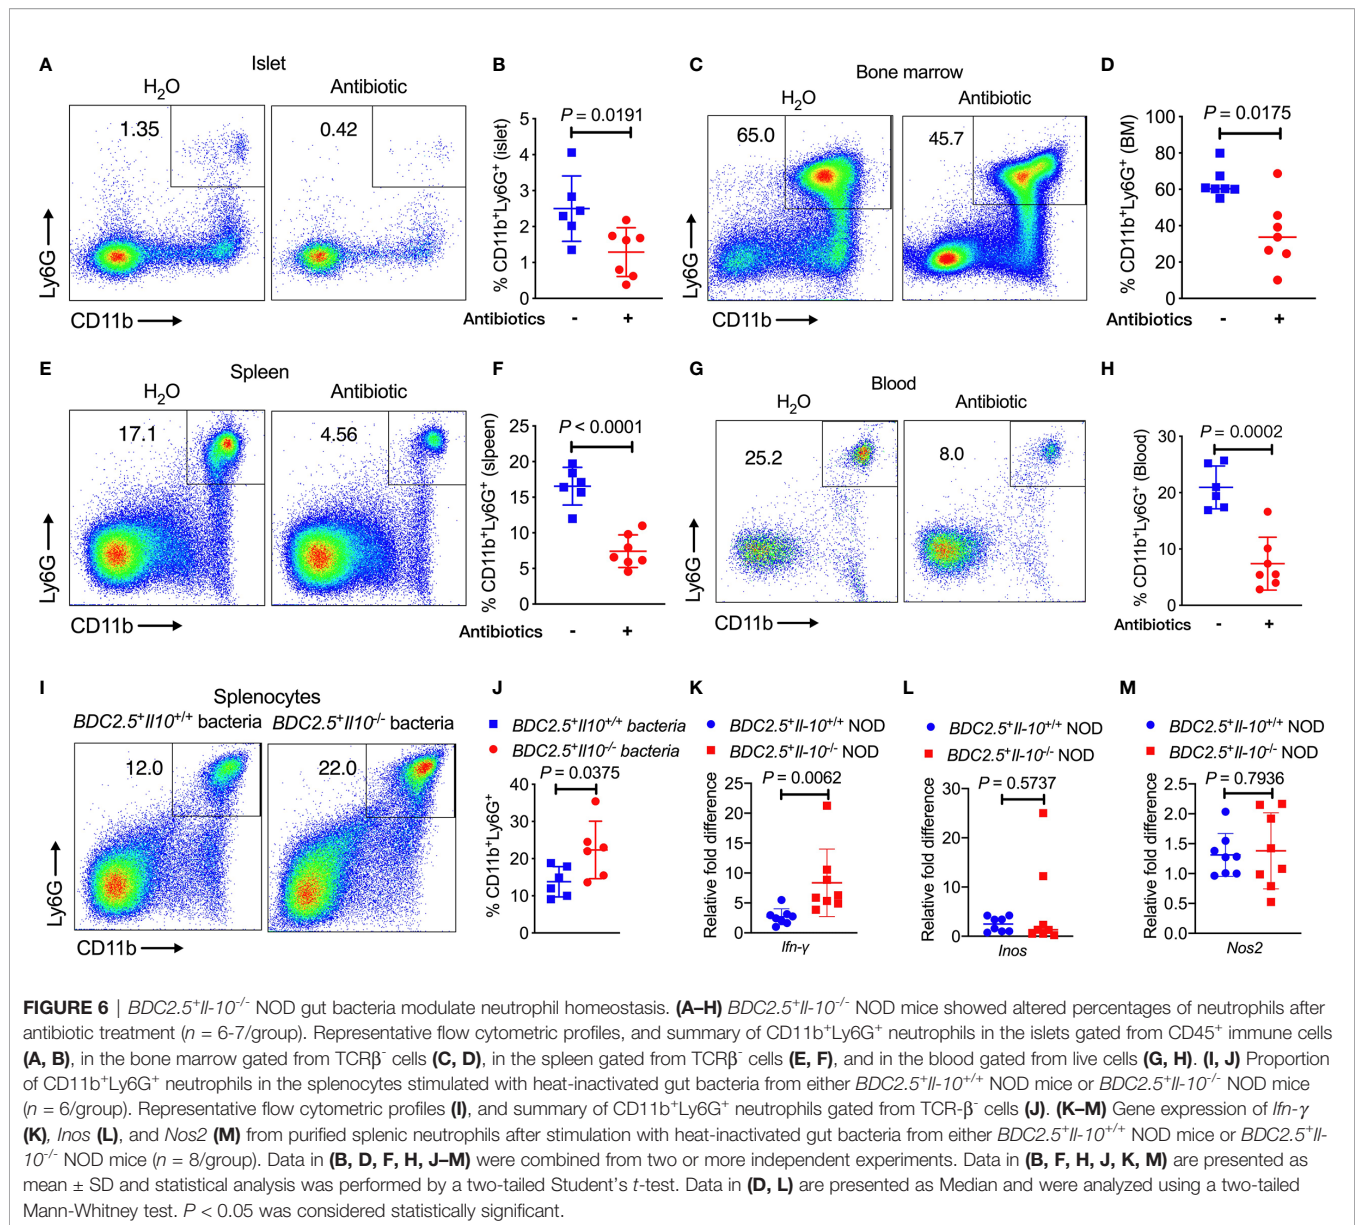 A
Islet
H₂O
Antibiotic
1.35
0.42
Ly6G
CD11b
B
P = 0.0191
% CD11b⁺Ly6G⁺ (islet)
5
4
3
2
1
0
Antibiotics - +
C
Bone marrow
H₂O
Antibiotic
65.0
45.7
Ly6G
CD11b
D
P = 0.0175
% CD11b⁺Ly6G⁺ (BM)
100
80
60
40
20
0
Antibiotics - +
E
Spleen
H₂O
Antibiotic
17.1
4.56
Ly6G
CD11b
F
P < 0.0001
% CD11b⁺Ly6G⁺ (slpeen)
25
20
15
10
5
0
Antibiotics - +
G
Blood
H₂O
Antibiotic
25.2
8.0
Ly6G
CD11b
H
P = 0.0002
% CD11b⁺Ly6G⁺ (Blood)
30
20
10
0
Antibiotics - +
I
Splenocytes
BDC2.5⁺Il10⁺/⁺ bacteria BDC2.5⁺Il10⁻/⁻ bacteria
12.0
22.0
Ly6G
CD11b
J
BDC2.5⁺Il10⁺/⁺ bacteria
BDC2.5⁺Il10⁻/⁻ bacteria
P = 0.0375
% CD11b⁺Ly6G⁺
40
30
20
10
0
K
BDC2.5⁺Il-10⁺/⁺ NOD
BDC2.5⁺Il-10⁻/⁻ NOD
P = 0.0062
Relative fold difference
25
20
15
10
5
0
Ifn-γ
L
BDC2.5⁺Il-10⁺/⁺ NOD
BDC2.5⁺Il-10⁻/⁻ NOD
P = 0.5737
Relative fold difference
30
20
10
0
Inos
M
BDC2.5⁺Il-10⁺/⁺ NOD
BDC2.5⁺Il-10⁻/⁻ NOD
P = 0.7936
Relative fold difference
2.5
2.0
1.5
1.0
0.5
0.0
Nos2
FIGURE 6 | BDC2.5⁺Il-10⁻/⁻ NOD gut bacteria modulate neutrophil homeostasis. (A–H) BDC2.5⁺Il-10⁻/⁻ NOD mice showed altered percentages of neutrophils after
antibiotic treatment (n = 6-7/group). Representative flow cytometric profiles, and summary of CD11b⁺Ly6G⁺ neutrophils in the islets gated from CD45⁺ immune cells
(A, B), in the bone marrow gated from TCRβ⁻ cells (C, D), in the spleen gated from TCRβ⁻ cells (E, F), and in the blood gated from live cells (G, H). (I, J) Proportion
of CD11b⁺Ly6G⁺ neutrophils in the splenocytes stimulated with heat-inactivated gut bacteria from either BDC2.5⁺Il-10⁺/⁺ NOD mice or BDC2.5⁺Il-10⁻/⁻ NOD mice
(n = 6/group). Representative flow cytometric profiles (I), and summary of CD11b⁺Ly6G⁺ neutrophils gated from TCR-β⁻ cells (J). (K–M) Gene expression of Ifn-γ
(K), Inos (L), and Nos2 (M) from purified splenic neutrophils after stimulation with heat-inactivated gut bacteria from either BDC2.5⁺Il-10⁺/⁺ NOD mice or BDC2.5⁺Il-
10⁻/⁻ NOD mice (n = 8/group). Data in (B, D, F, H, J–M) were combined from two or more independent experiments. Data in (B, F, H, J, K, M) are presented as
mean ± SD and statistical analysis was performed by a two-tailed Student's t-test. Data in (D, L) are presented as Median and were analyzed using a two-tailed
Mann-Whitney test. P < 0.05 was considered statistically significant.